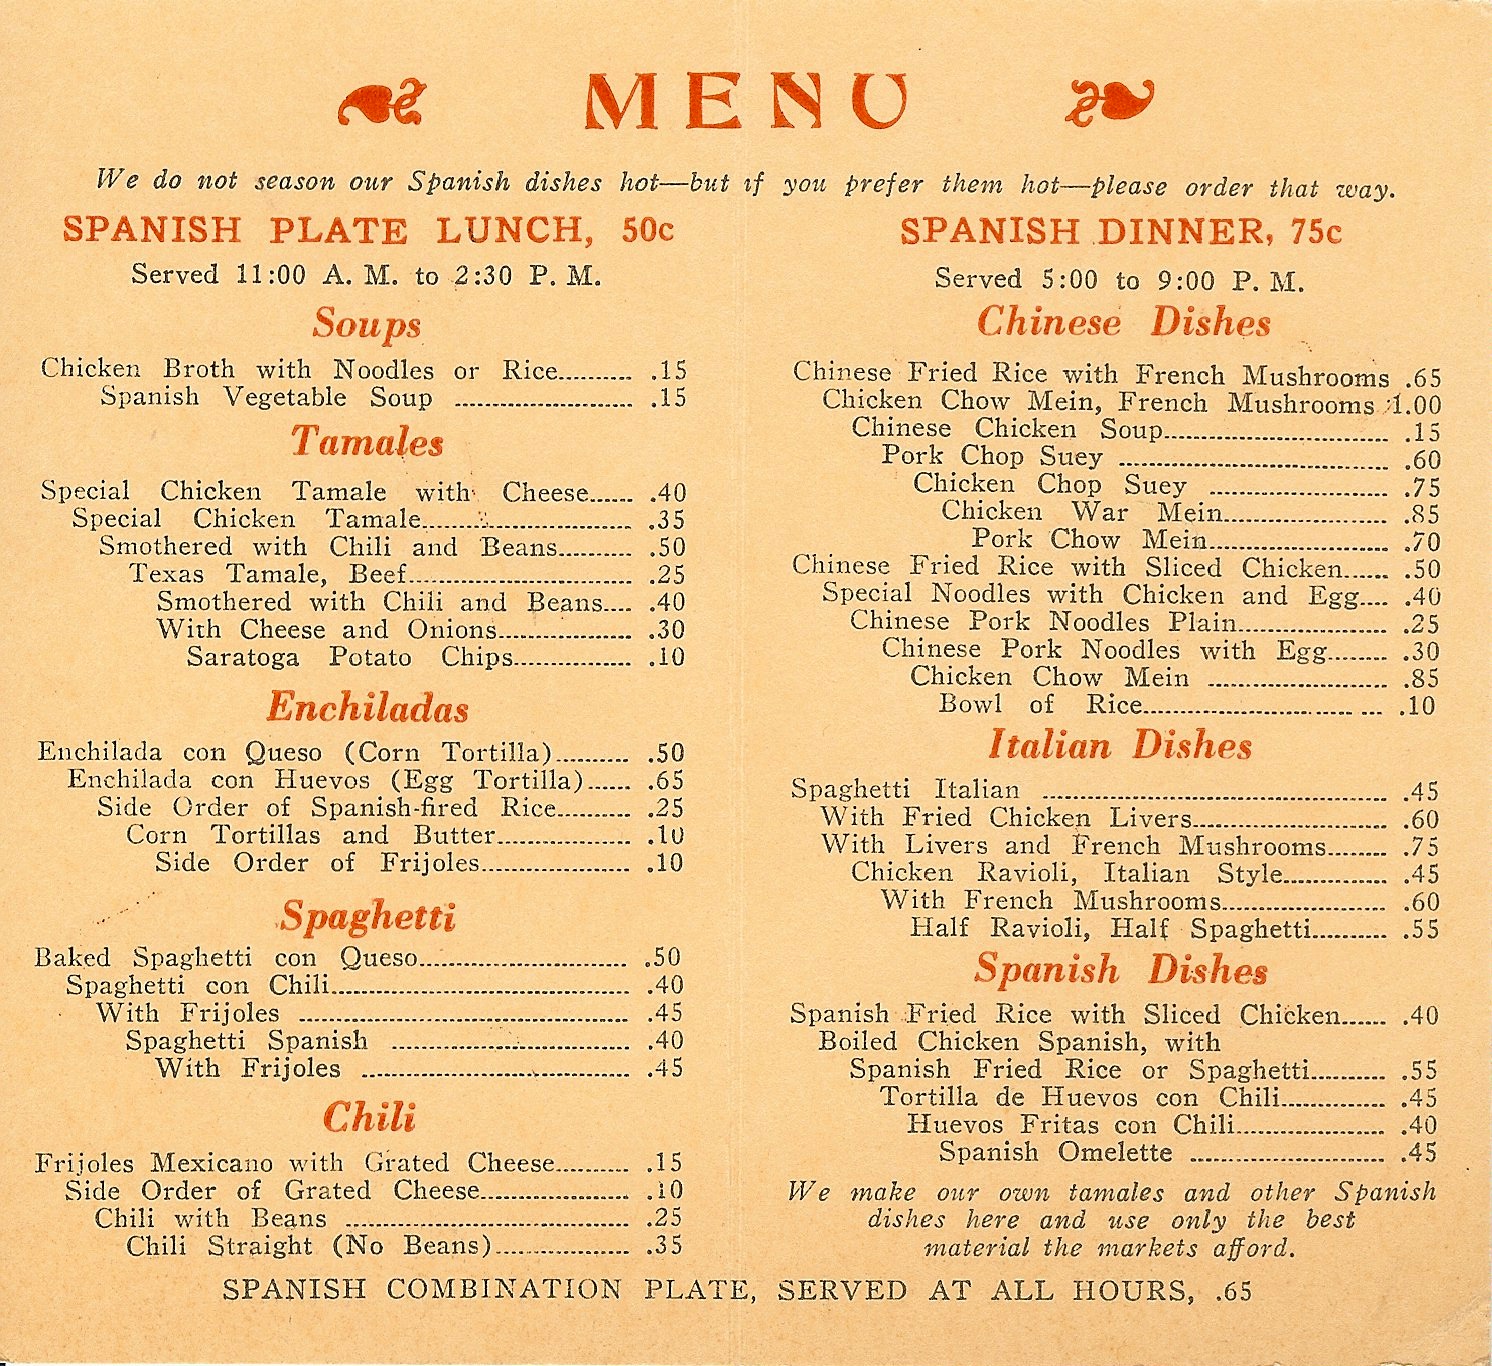 MENU
We do not season our Spanish dishes hot—but if you prefer them hot—please order that way.
SPANISH PLATE LUNCH, 50c
Served 11:00 A. M. to 2:30 P. M.
Soups
Chicken Broth with Noodles or Rice.......... .15
Spanish Vegetable Soup ........................ .15
Tamales
Special Chicken Tamale with Cheese...... .40
Special Chicken Tamale............................ .35
Smothered with Chili and Beans.......... .50
Texas Tamale, Beef.............................. .25
Smothered with Chili and Beans.... .40
With Cheese and Onions.................. .30
Saratoga Potato Chips................ .10
Enchiladas
Enchilada con Queso (Corn Tortilla).......... .50
Enchilada con Huevos (Egg Tortilla)...... .65
Side Order of Spanish-fired Rice.......... .25
Corn Tortillas and Butter.................. .10
Side Order of Frijoles.................... .10
Spaghetti
Baked Spaghetti con Queso............................ .50
Spaghetti con Chili........................................ .40
With Frijoles ............................................ .45
Spaghetti Spanish .................................... .40
With Frijoles .................................... .45
Chili
Frijoles Mexicano with Grated Cheese.......... .15
Side Order of Grated Cheese.................... .10
Chili with Beans ...................................... .25
Chili Straight (No Beans).................. .35
SPANISH DINNER, 75c
Served 5:00 to 9:00 P. M.
Chinese Dishes
Chinese Fried Rice with French Mushrooms .65
Chicken Chow Mein, French Mushrooms 1.00
Chinese Chicken Soup.............................. .15
Pork Chop Suey .................................... .60
Chicken Chop Suey ........................ .75
Chicken War Mein...................... .85
Pork Chow Mein........................ .70
Chinese Fried Rice with Sliced Chicken...... .50
Special Noodles with Chicken and Egg.... .40
Chinese Pork Noodles Plain.................... .25
Chinese Pork Noodles with Egg........ .30
Chicken Chow Mein ........................ .85
Bowl of Rice................................ .10
Italian Dishes
Spaghetti Italian .............................................. .45
With Fried Chicken Livers.......................... .60
With Livers and French Mushrooms........ .75
Chicken Ravioli, Italian Style.............. .45
With French Mushrooms...................... .60
Half Ravioli, Half Spaghetti.......... .55
Spanish Dishes
Spanish Fried Rice with Sliced Chicken...... .40
Boiled Chicken Spanish, with
Spanish Fried Rice or Spaghetti.......... .55
Tortilla de Huevos con Chili.............. .45
Huevos Fritas con Chili.................... .40
Spanish Omelette .......................... .45
We make our own tamales and other Spanish
dishes here and use only the best
material the markets afford.
SPANISH COMBINATION PLATE, SERVED AT ALL HOURS, .65